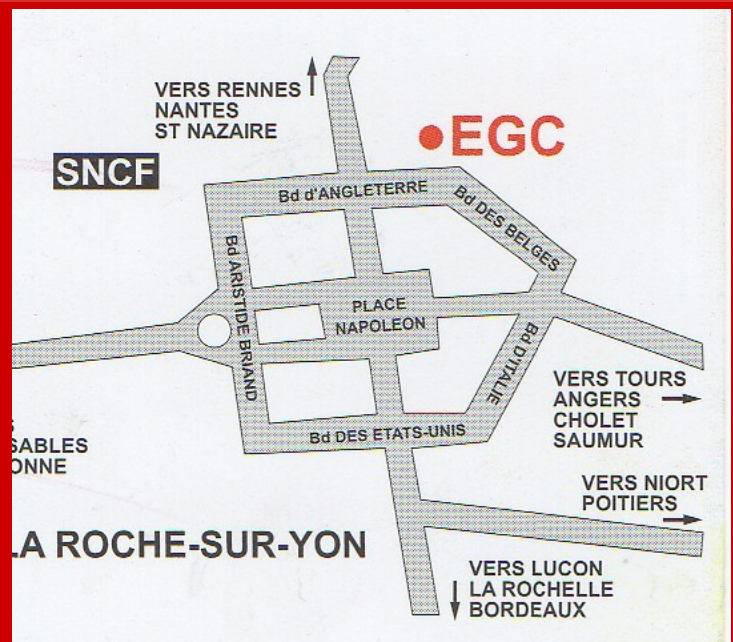 VERS RENNES
NANTES
ST NAZAIRE
EGC
SNCF
Bd d'ANGLETERRE
Bd DES BELGES
Bd ARISTIDE BRIAND
PLACE
NAPOLEON
Bd D'ITALIE
VERS TOURS
ANGERS
CHOLET
SAUMUR
SABLES
ONNE
Bd DES ETATS-UNIS
VERS NIORT
POITIERS
LA ROCHE-SUR-YON
VERS LUCON
LA ROCHELLE
BORDEAUX